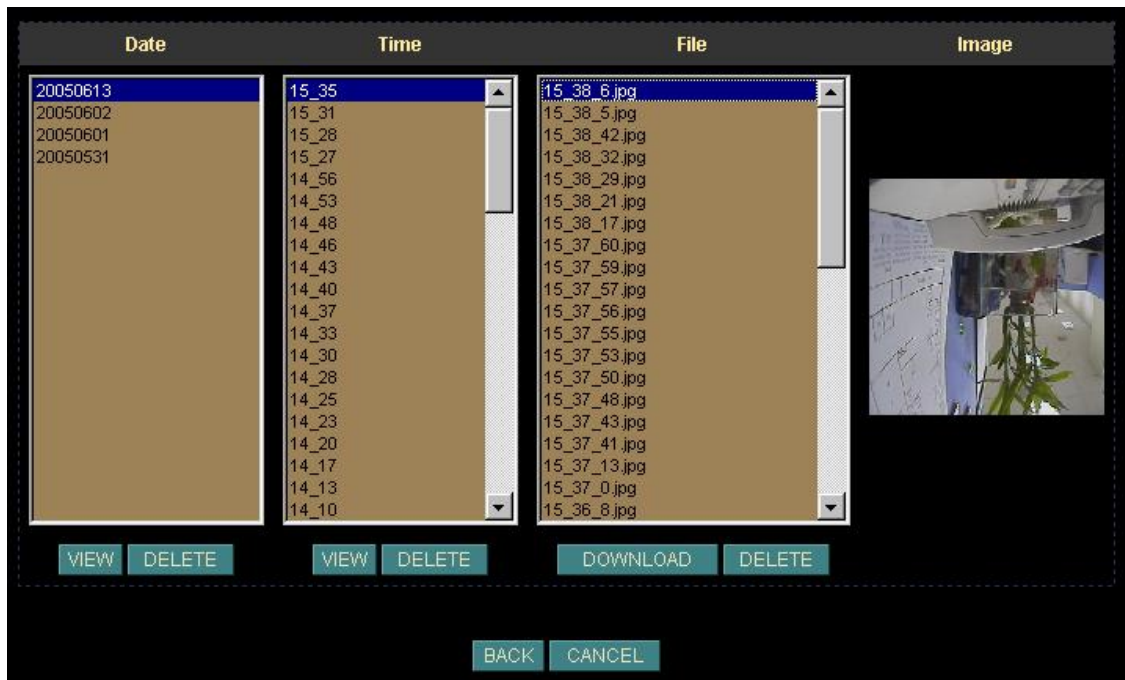 Date Time File Image
20050613
20050602
20050601
20050531
15_35
15_31
15_28
15_27
14_56
14_53
14_48
14_46
14_43
14_40
14_37
14_33
14_30
14_28
14_25
14_23
14_20
14_17
14_13
14_10
15_38_6.jpg
15_38_5.jpg
15_38_42.jpg
15_38_32.jpg
15_38_29.jpg
15_38_21.jpg
15_38_17.jpg
15_37_60.jpg
15_37_59.jpg
15_37_57.jpg
15_37_56.jpg
15_37_55.jpg
15_37_53.jpg
15_37_50.jpg
15_37_48.jpg
15_37_43.jpg
15_37_41.jpg
15_37_13.jpg
15_37_0.jpg
15_36_8.jpg
VIEW DELETE VIEW DELETE DOWNLOAD DELETE
BACK CANCEL